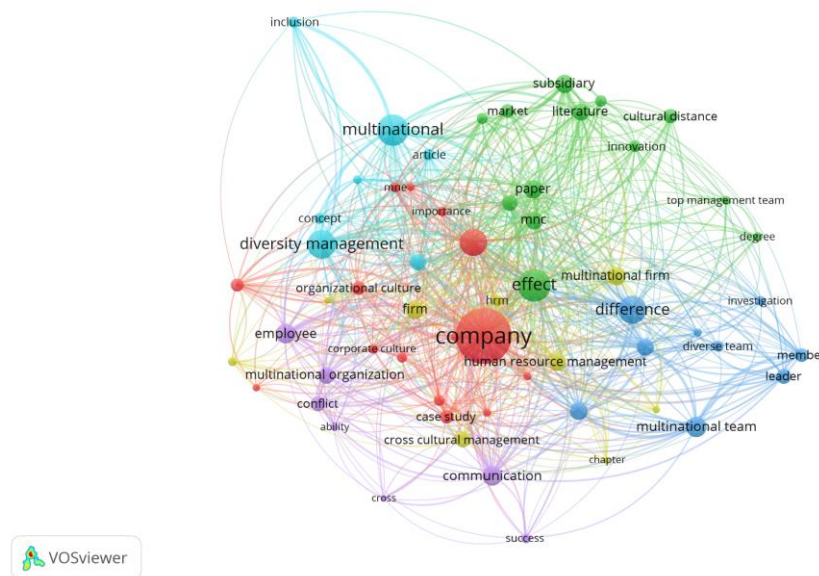 inclusion
subsidiary
market
literature
cultural distance
multinational
innovation
article
mne
paper
top management team
importance
concept
mnc
degree
diversity management
multinational firm
organizational culture
effect
hrm
investigation
firm
difference
employee
company
corporate culture
diverse team
member
human resource management
multinational organization
leader
conflict
case study
ability
multinational team
cross cultural management
chapter
communication
cross
success
VOSviewer